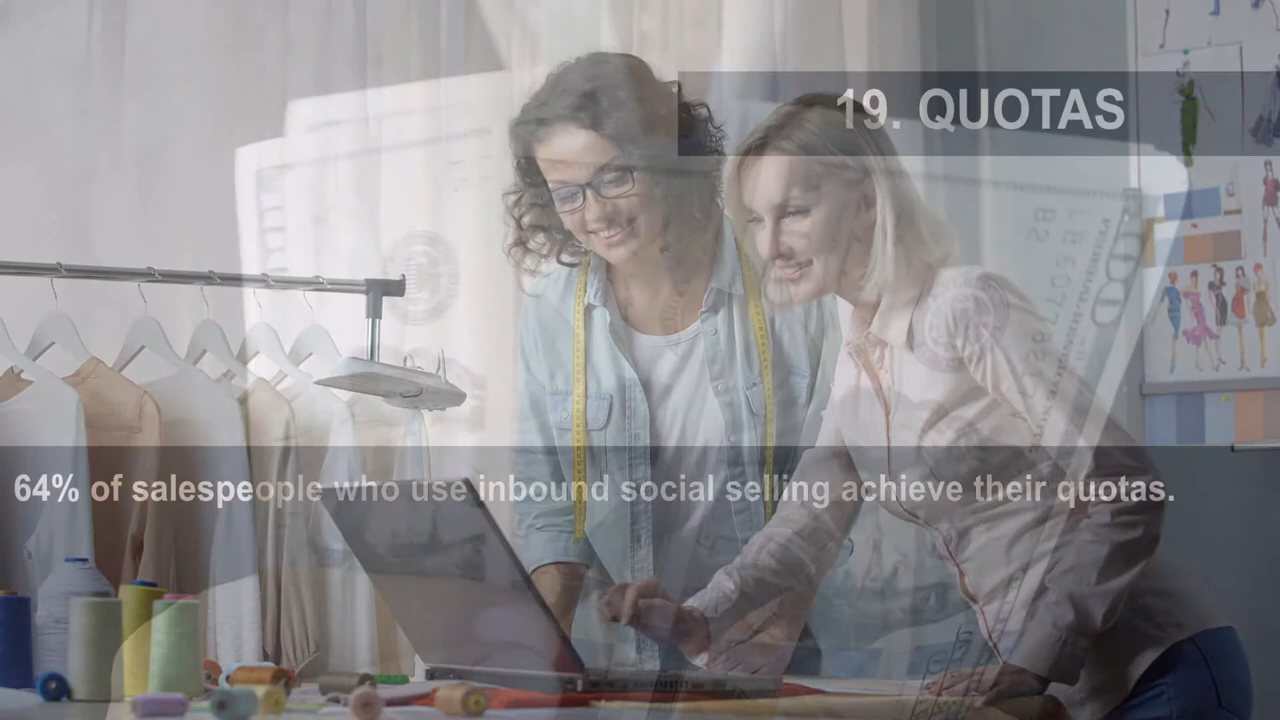 19. QUOTAS
64% of salespeople who use inbound social selling achieve their quotas.